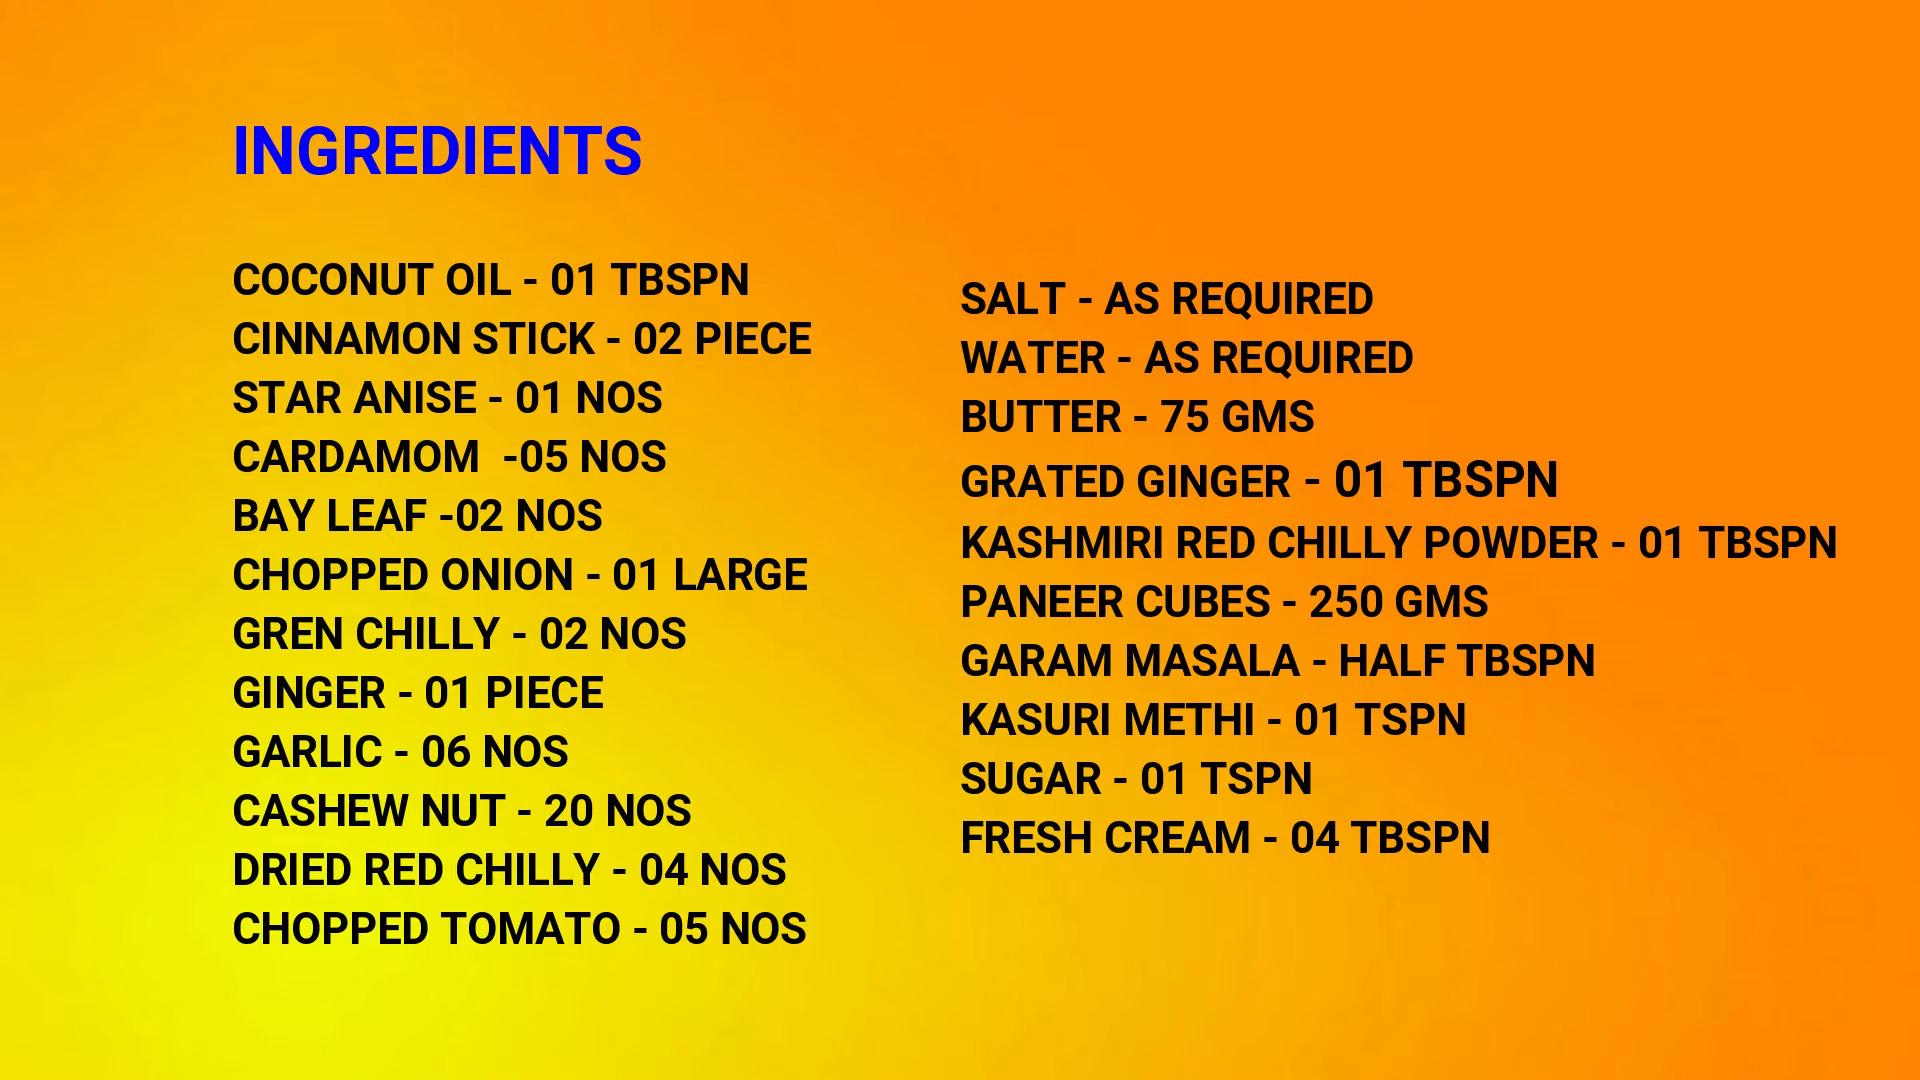 INGREDIENTS
COCONUT OIL - 01 TBSPN
CINNAMON STICK - 02 PIECE
STAR ANISE - 01 NOS
CARDAMOM  -05 NOS
BAY LEAF -02 NOS
CHOPPED ONION - 01 LARGE
GREN CHILLY - 02 NOS
GINGER - 01 PIECE
GARLIC - 06 NOS
CASHEW NUT - 20 NOS
DRIED RED CHILLY - 04 NOS
CHOPPED TOMATO - 05 NOS
SALT - AS REQUIRED
WATER - AS REQUIRED
BUTTER - 75 GMS
GRATED GINGER - 01 TBSPN
KASHMIRI RED CHILLY POWDER - 01 TBSPN
PANEER CUBES - 250 GMS
GARAM MASALA - HALF TBSPN
KASURI METHI - 01 TSPN
SUGAR - 01 TSPN
FRESH CREAM - 04 TBSPN